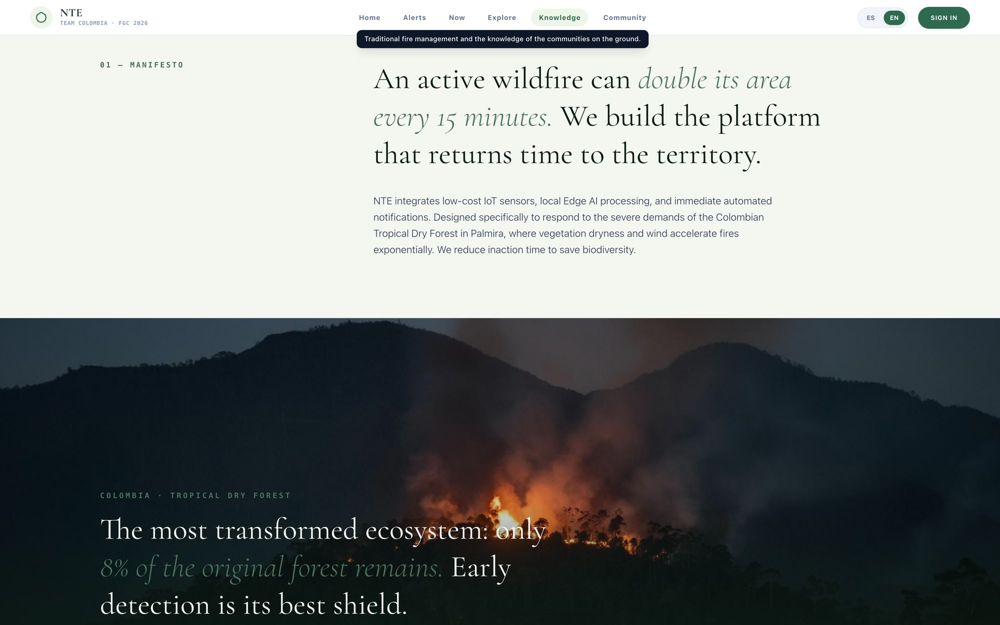 NTE
TEAM COLOMBIA · FGC 2026
Home
Alerts
Now
Explore
Knowledge
Community
ES
EN
SIGN IN
Traditional fire management and the knowledge of the communities on the ground.
01 — MANIFESTO
An active wildfire can double its area
every 15 minutes. We build the platform
that returns time to the territory.
NTE integrates low-cost IoT sensors, local Edge AI processing, and immediate automated
notifications. Designed specifically to respond to the severe demands of the Colombian
Tropical Dry Forest in Palmira, where vegetation dryness and wind accelerate fires
exponentially. We reduce inaction time to save biodiversity.
COLOMBIA · TROPICAL DRY FOREST
The most transformed ecosystem: only
8% of the original forest remains. Early
detection is its best shield.